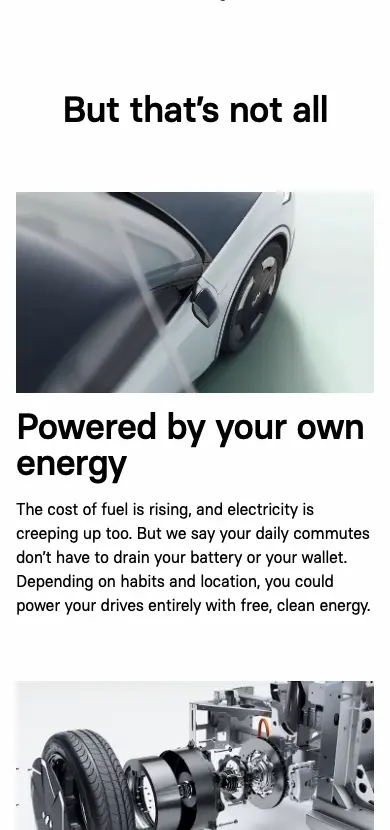 But that's not all
Powered by your own
energy
The cost of fuel is rising, and electricity is
creeping up too. But we say your daily commutes
don't have to drain your battery or your wallet.
Depending on habits and location, you could
power your drives entirely with free, clean energy.